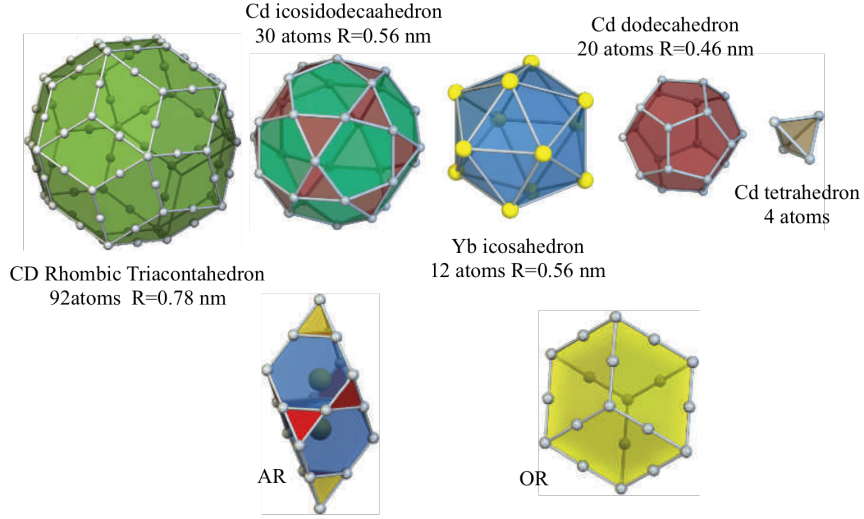 Cd icosidodecaahedron
30 atoms R=0.56 nm
Cd dodecahedron
20 atoms R=0.46 nm
Cd tetrahedron
4 atoms
Yb icosahedron
12 atoms R=0.56 nm
CD Rhombic Triacontahedron
92atoms R=0.78 nm
AR
OR